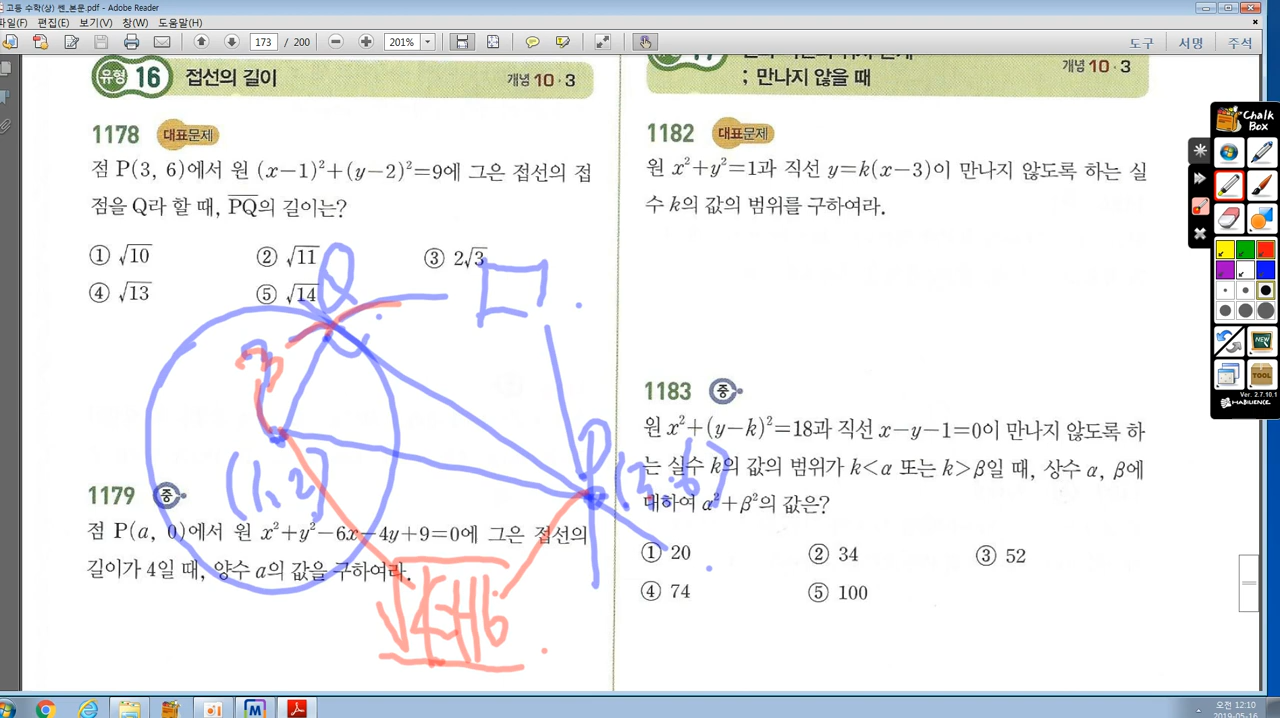 고등 수학(상) 쎈_본문.pdf - Adobe Reader
파일(F) 편집(E) 보기(V) 창(W) 도움말(H)
173 / 200
201%
도구 서명 주석
유형 16 접선의 길이 개념 10·3
1178 대표문제
점 P(3, 6)에서 원 (x-1)²+(y-2)²=9에 그은 접선의 접
점을 Q라 할 때, PQ의 길이는?
① √10 ② √11 ③ 2√3
④ √13 ⑤ √14
Q
3
(1,2)
P(3,6)
√4+16
1179 중
점 P(a, 0)에서 원 x²+y²-6x-4y+9=0에 그은 접선의
길이가 4일 때, 양수 a의 값을 구하여라.
; 만나지 않을 때 개념 10·3
1182 대표문제
원 x²+y²=1과 직선 y=k(x-3)이 만나지 않도록 하는 실
수 k의 값의 범위를 구하여라.
1183 중
원 x²+(y-k)²=18과 직선 x-y-1=0이 만나지 않도록 하
는 실수 k의 값의 범위가 k<α 또는 k>β일 때, 상수 α, β에
대하여 α²+β²의 값은?
① 20 ② 34 ③ 52
④ 74 ⑤ 100
Chalk
Box
NEW
TOOL
Ver. 2.7.10.1
HABILIENCE
오전 12:10
2019-05-16